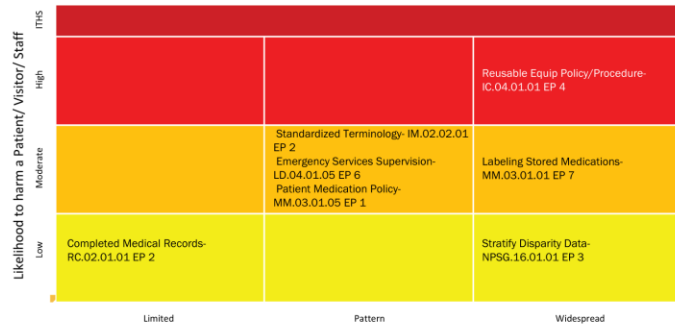 Likelihood to harm a Patient/ Visitor/ Staff
ITHS
High
Reusable Equip Policy/Procedure-
IC.04.01.01 EP 4
Moderate
Standardized Terminology- IM.02.02.01
EP 2
Emergency Services Supervision-
LD.04.01.05 EP 6
Patient Medication Policy-
MM.03.01.05 EP 1
Labeling Stored Medications-
MM.03.01.01 EP 7
Low
Completed Medical Records-
RC.02.01.01 EP 2
Stratify Disparity Data-
NPSG.16.01.01 EP 3
Limited
Pattern
Widespread